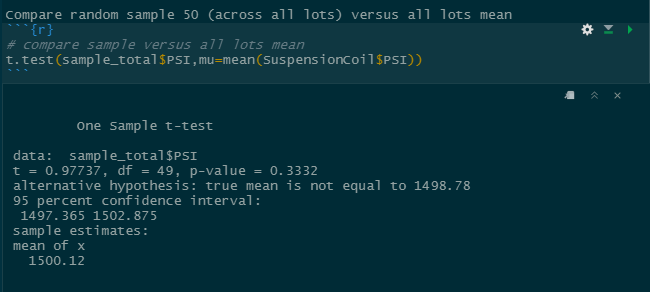 Compare random sample 50 (across all lots) versus all lots mean
```{r}
# compare sample versus all lots mean
t.test(sample_total$PSI,mu=mean(SuspensionCoil$PSI))
```
One Sample t-test
data:  sample_total$PSI
t = 0.97737, df = 49, p-value = 0.3332
alternative hypothesis: true mean is not equal to 1498.78
95 percent confidence interval:
1497.365 1502.875
sample estimates:
mean of x
1500.12